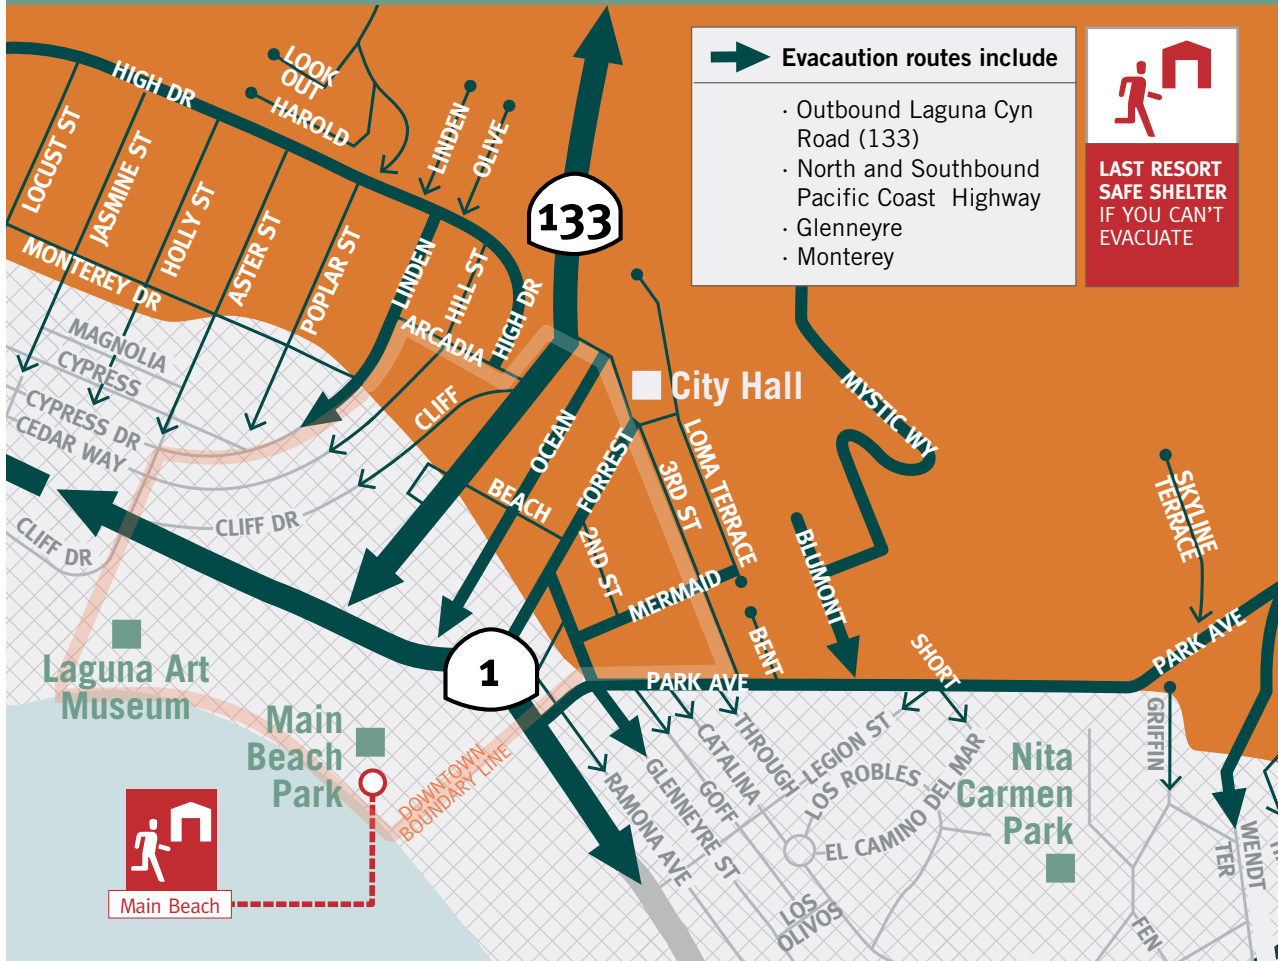 Evacaution routes include
· Outbound Laguna Cyn
Road (133)
· North and Southbound
Pacific Coast Highway
· Glenneyre
· Monterey
LAST RESORT
SAFE SHELTER
IF YOU CAN'T
EVACUATE
HIGH DR
LOOK
OUT
HAROLD
LINDEN
OLIVE
LOCUST ST
JASMINE ST
HOLLY ST
ASTER ST
POPLAR ST
LINDEN
HILL ST
HIGH DR
133
MONTEREY DR
ARCADIA
MAGNOLIA
CYPRESS
CYPRESS DR
CEDAR WAY
CLIFF
City Hall
MYSTIC WY
OCEAN
FORREST
LOMA TERRACE
3RD ST
BEACH
2ND ST
MERMAID
SKYLINE
TERRACE
CLIFF DR
CLIFF DR
BLUMONT
BENT
SHORT
PARK AVE
PARK AVE
1
Laguna Art
Museum
Main
Beach
Park
DOWNTOWN
BOUNDARY LINE
RAMONA AVE
GLENNEYRE ST
GOFF
CATALINA
THROUGH
LEGION ST
LOS ROBLES
EL CAMINO DEL MAR
LOS
OLIVOS
GRIFFIN
Nita
Carmen
Park
WENDT
TER
FEN
Main Beach